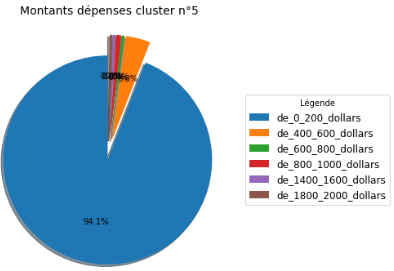 Montants dépenses cluster n°5
94.1%
Légende
de_0_200_dollars
de_400_600_dollars
de_600_800_dollars
de_800_1000_dollars
de_1400_1600_dollars
de_1800_2000_dollars